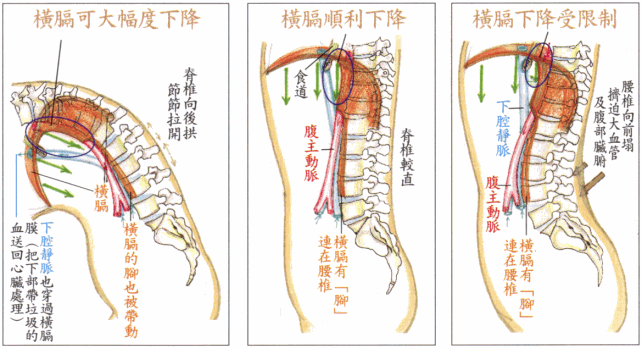 橫膈可大幅度下降
脊椎向後拱
節節拉開
橫膈
橫膈的腳也被帶動
下腔靜脈也穿過橫膈
膜（把下部帶垃圾的
血送回心臟處理）
橫膈順利下降
食道
腹主動脈
脊椎較直
橫膈有「腳」
連在腰椎
橫膈下降受限制
腰椎向前塌
擠迫大血管
及腹部臟腑
下腔靜脈
腹主動脈
橫膈有「腳」
連在腰椎